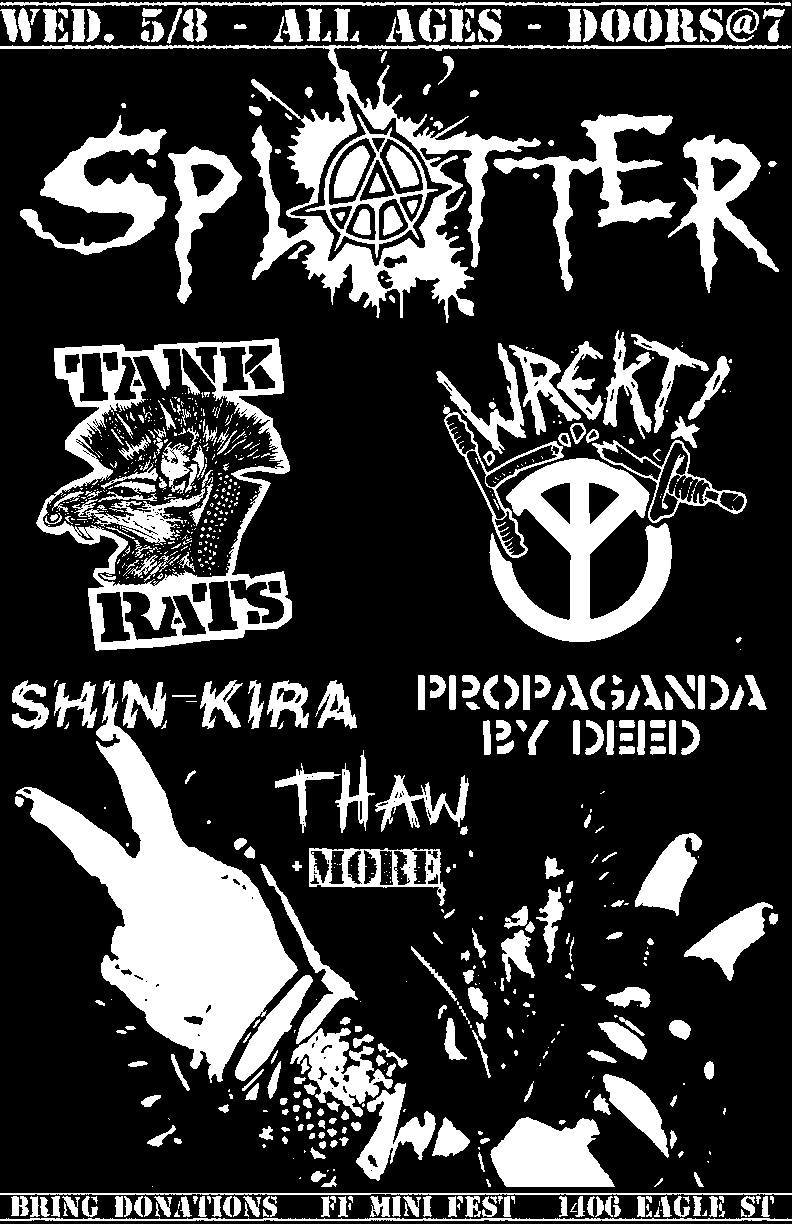 WED. 5/8 - ALL AGES - DOORS@7
SPLATTER
TANK
RATS
WREKT!
SHIN-KIRA
PROPAGANDA
BY DEED
THAW
+MORE
BRING DONATIONS FF MINI FEST 1406 EAGLE ST